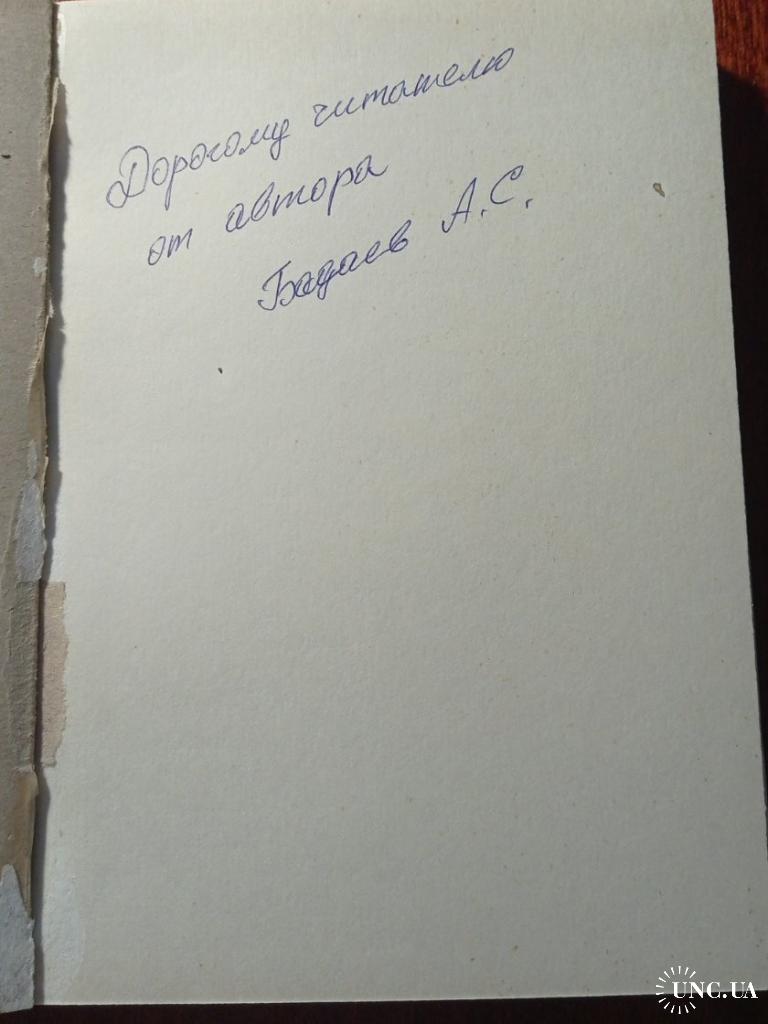 Дорогому читателю
от автора
Бадаев А.С.
UNC.UA